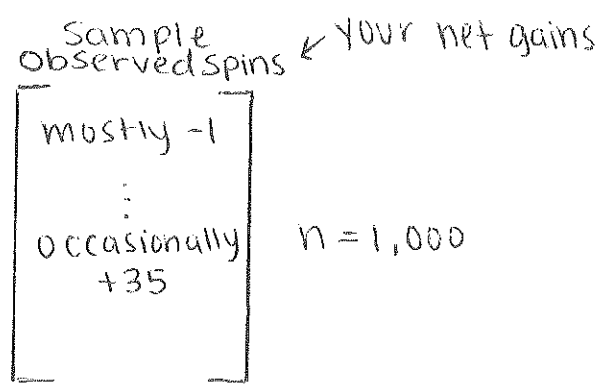 Sample
Observed Spins
your net gains
mostly -1
⋮
occasionally
+35
n = 1,000